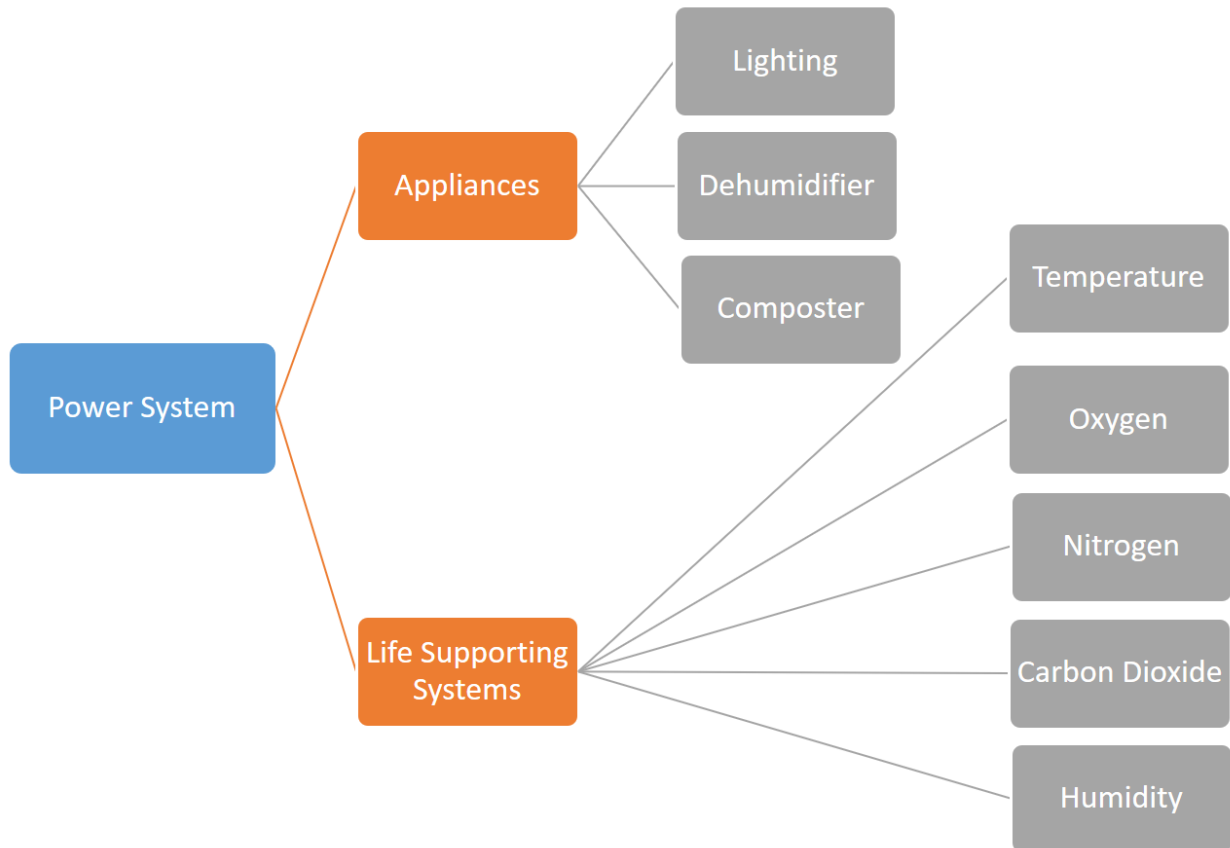 Power System
Appliances
Lighting
Dehumidifier
Composter
Life Supporting
Systems
Temperature
Oxygen
Nitrogen
Carbon Dioxide
Humidity